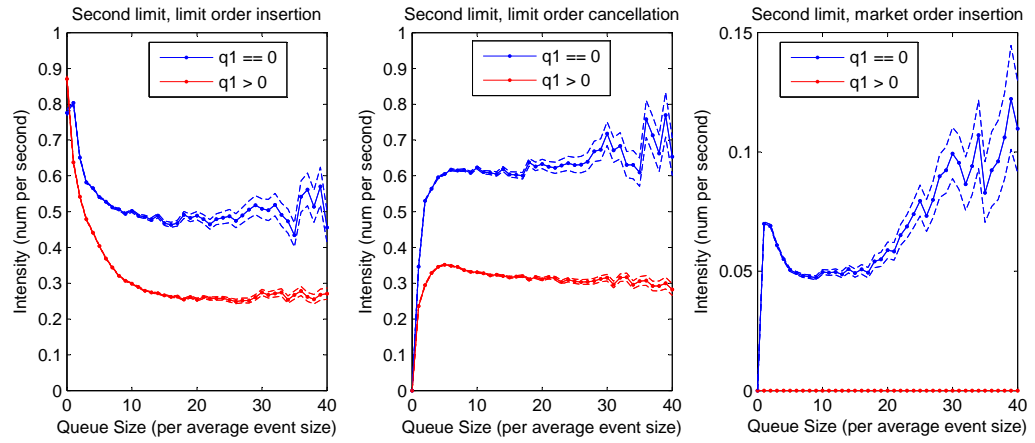 Second limit, limit order insertion
1
0.9
0.8
0.7
0.6
0.5
0.4
0.3
0.2
0.1
0
Intensity (num per second)
q1 == 0
q1 > 0
0 10 20 30 40
Queue Size (per average event size)
Second limit, limit order cancellation
1
0.9
0.8
0.7
0.6
0.5
0.4
0.3
0.2
0.1
0
Intensity (num per second)
q1 == 0
q1 > 0
0 10 20 30 40
Queue Size (per average event size)
Second limit, market order insertion
0.15
0.1
0.05
0
Intensity (num per second)
q1 == 0
q1 > 0
0 10 20 30 40
Queue Size (per average event size)